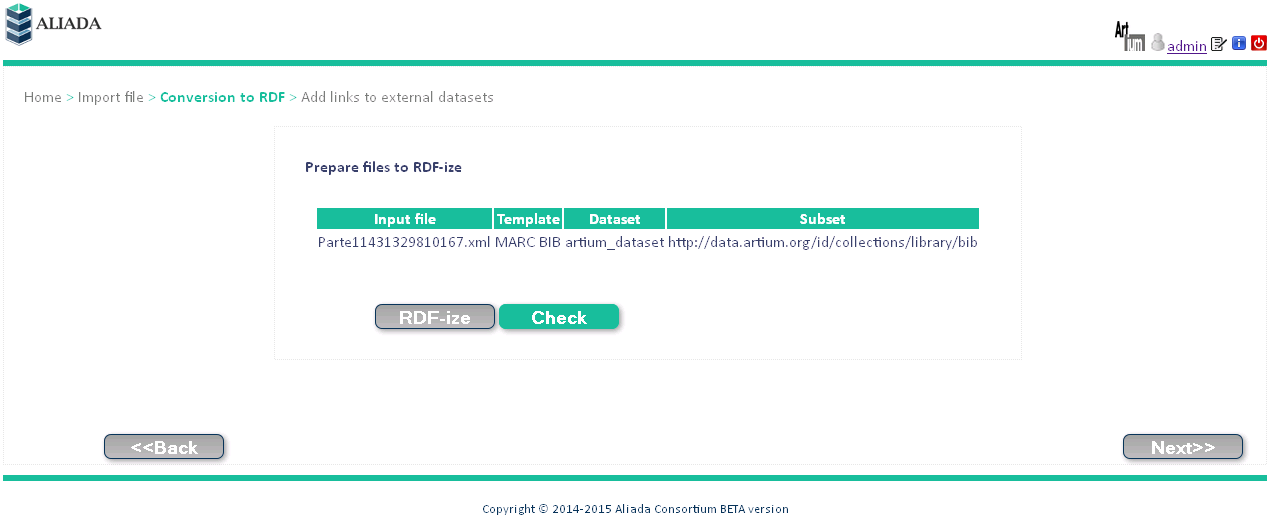 ALIADA
Art
ium
admin
Home > Import file > Conversion to RDF > Add links to external datasets
Prepare files to RDF-ize
Input file Template Dataset Subset
Parte11431329810167.xml MARC BIB artium_dataset http://data.artium.org/id/collections/library/bib
RDF-ize Check
<<Back Next>>
Copyright © 2014-2015 Aliada Consortium BETA version